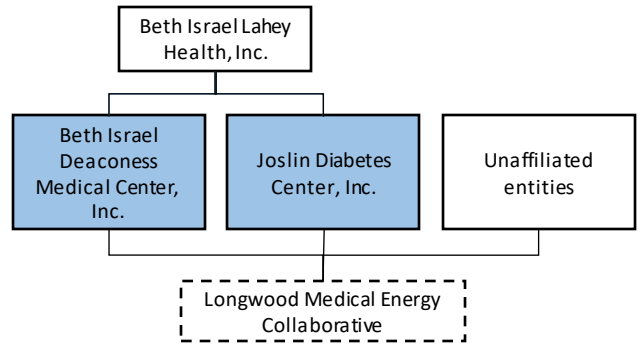 Beth Israel Lahey
Health, Inc.
Beth Israel
Deaconess
Medical Center,
Inc.
Joslin Diabetes
Center, Inc.
Unaffiliated
entities
Longwood Medical Energy
Collaborative